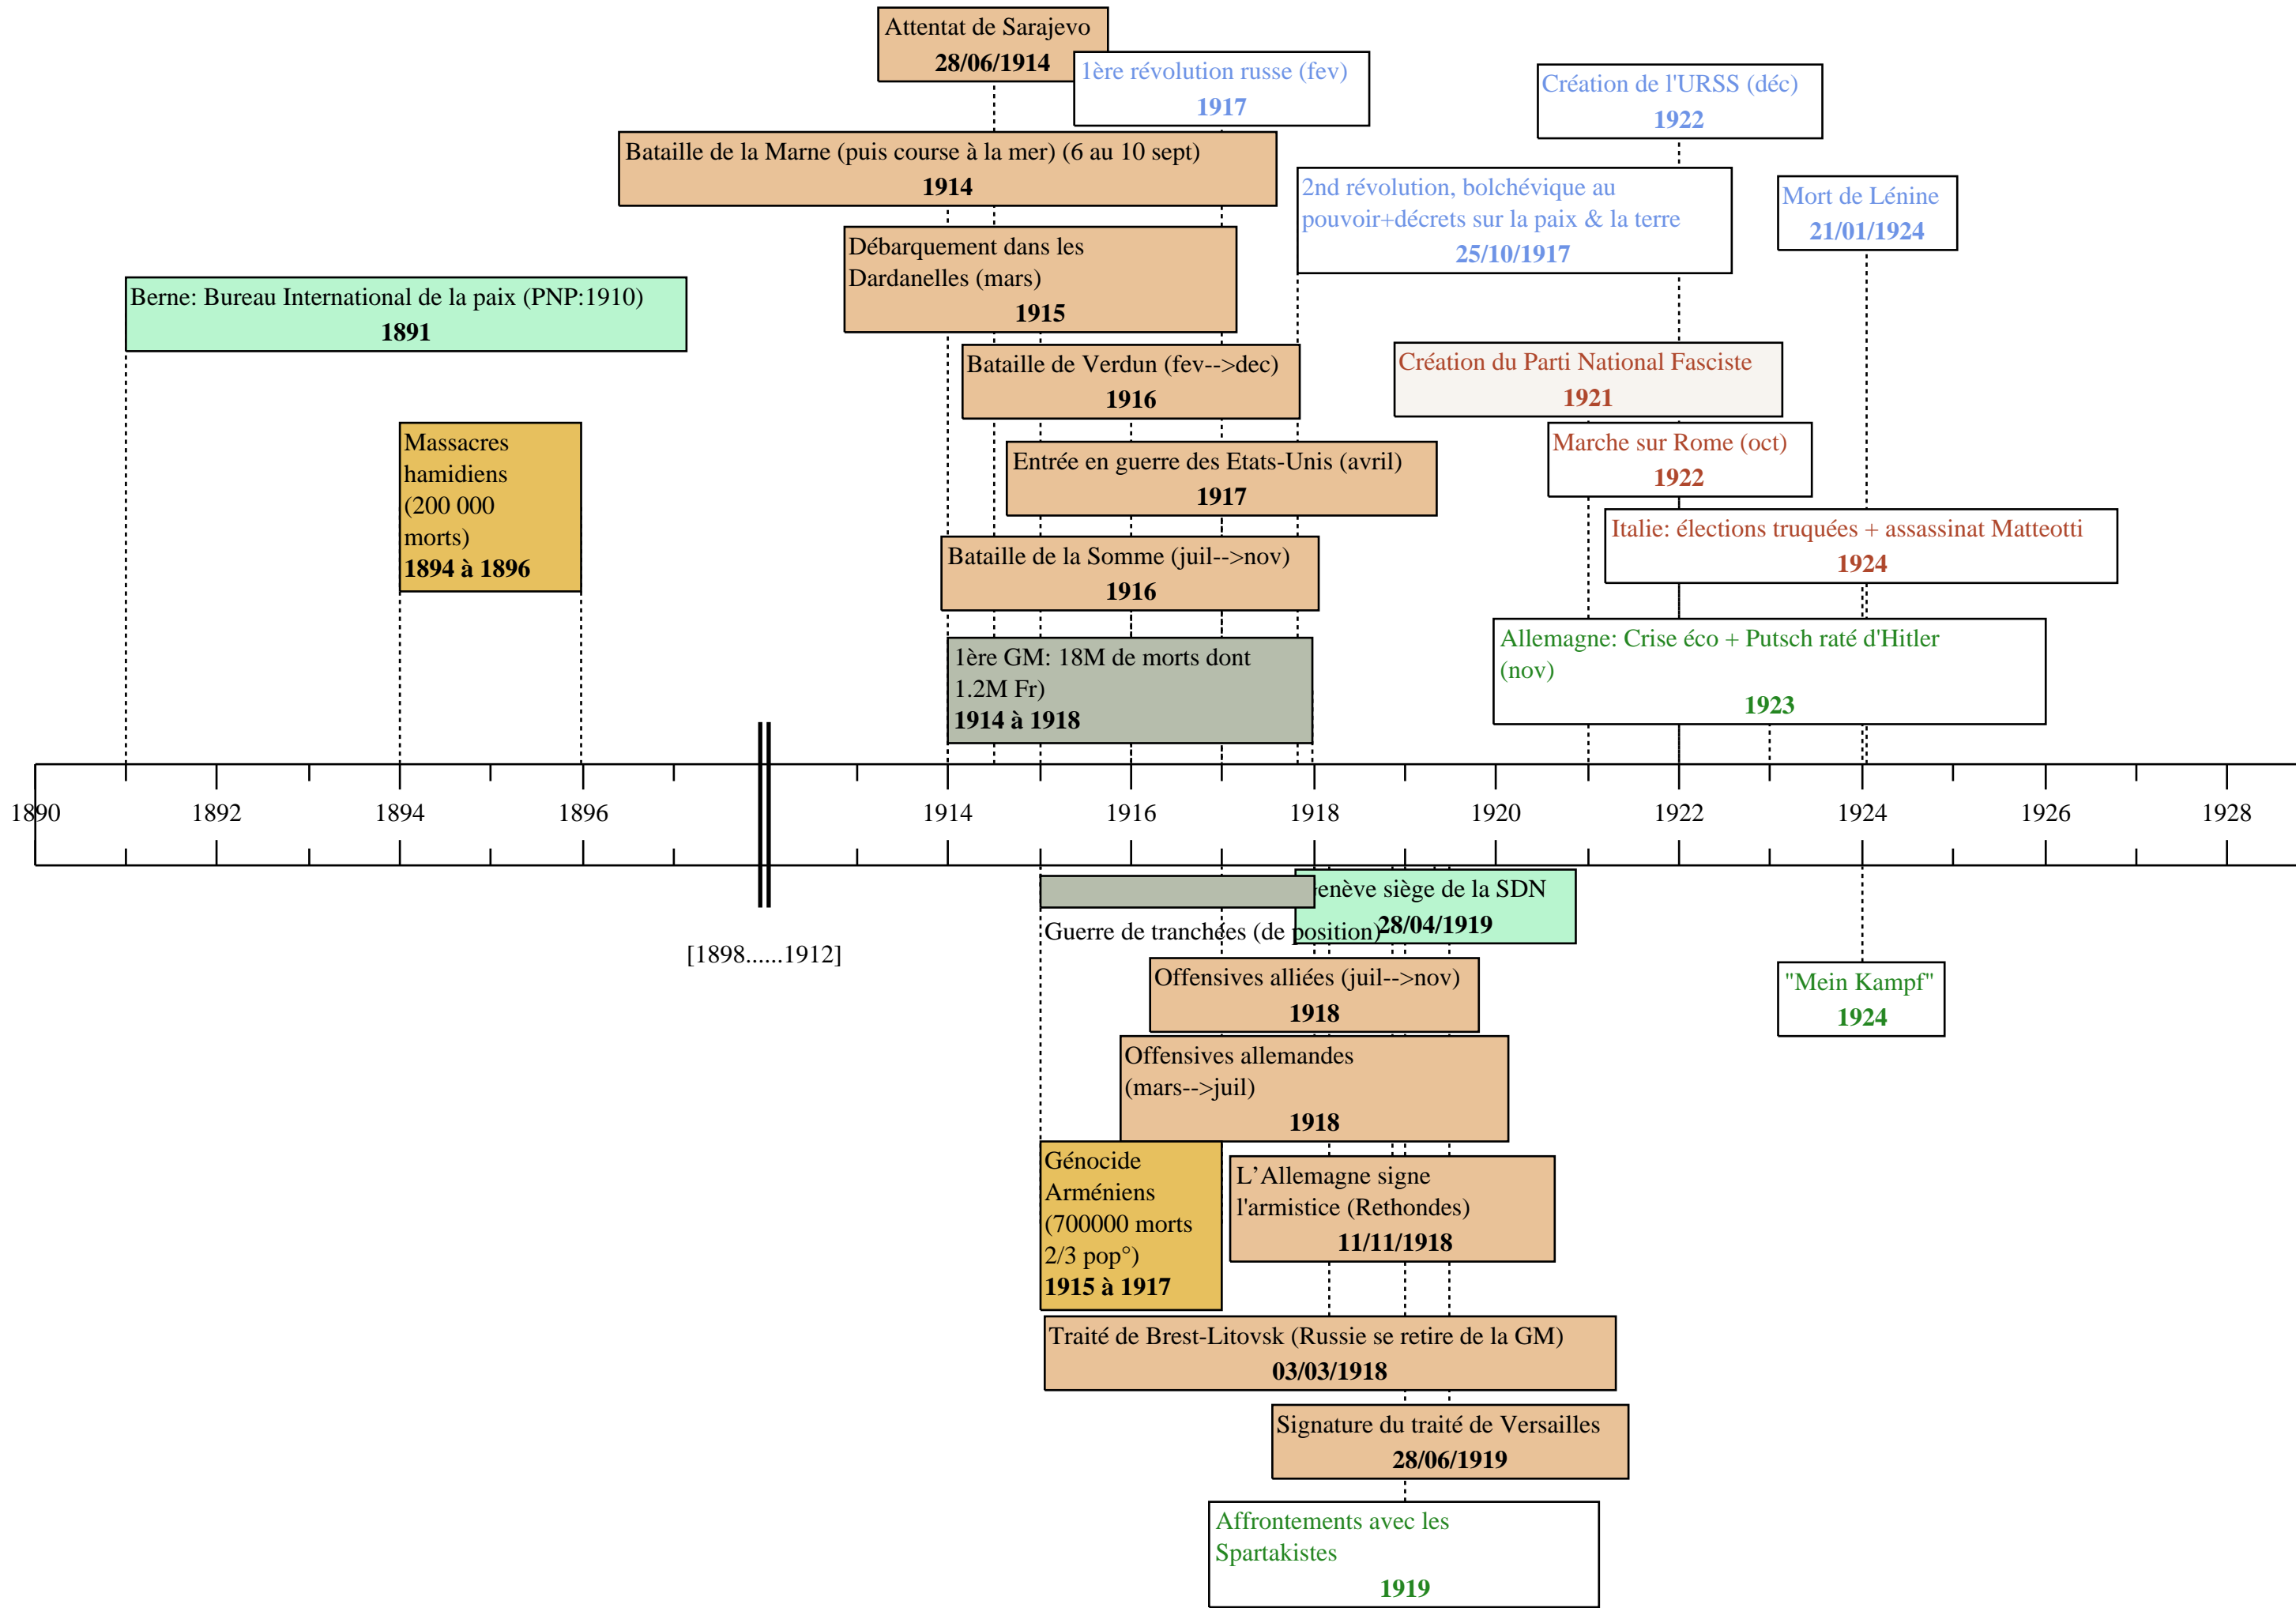 Attentat de Sarajevo
28/06/1914
1ère révolution russe (fev)
1917
Création de l'URSS (déc)
1922
Bataille de la Marne (puis course à la mer) (6 au 10 sept)
1914
2nd révolution, bolchévique au
pouvoir+décrets sur la paix & la terre
25/10/1917
Mort de Lénine
21/01/1924
Débarquement dans les
Dardanelles (mars)
1915
Berne: Bureau International de la paix (PNP:1910)
1891
Bataille de Verdun (fev-->dec)
1916
Création du Parti National Fasciste
1921
Massacres
hamidiens
(200 000
morts)
1894 à 1896
Marche sur Rome (oct)
1922
Entrée en guerre des Etats-Unis (avril)
1917
Italie: élections truquées + assassinat Matteotti
1924
Bataille de la Somme (juil-->nov)
1916
Allemagne: Crise éco + Putsch raté d'Hitler
(nov)
1923
1ère GM: 18M de morts dont
1.2M Fr)
1914 à 1918
1890 1892 1894 1896 1914 1916 1918 1920 1922 1924 1926 1928
enève siège de la SDN
28/04/1919
Guerre de tranchées (de position)
[1898......1912]
Offensives alliées (juil-->nov)
1918
"Mein Kampf"
1924
Offensives allemandes
(mars-->juil)
1918
Génocide
Arméniens
(700000 morts
2/3 pop°)
1915 à 1917
L’Allemagne signe
l'armistice (Rethondes)
11/11/1918
Traité de Brest-Litovsk (Russie se retire de la GM)
03/03/1918
Signature du traité de Versailles
28/06/1919
Affrontements avec les
Spartakistes
1919